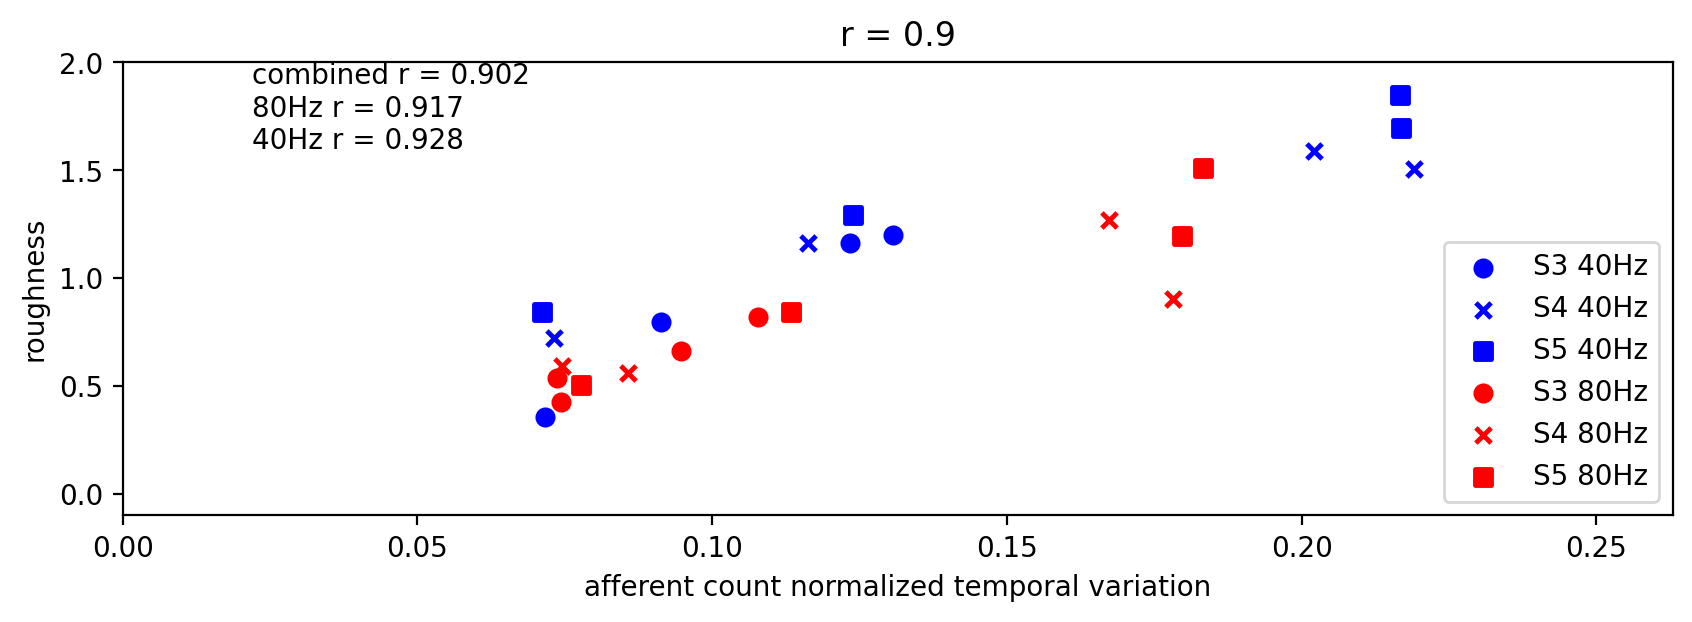 r = 0.9
combined r = 0.902
80Hz r = 0.917
40Hz r = 0.928
2.0
1.5
1.0
0.5
0.0
roughness
S3 40Hz
S4 40Hz
S5 40Hz
S3 80Hz
S4 80Hz
S5 80Hz
0.00 0.05 0.10 0.15 0.20 0.25
afferent count normalized temporal variation